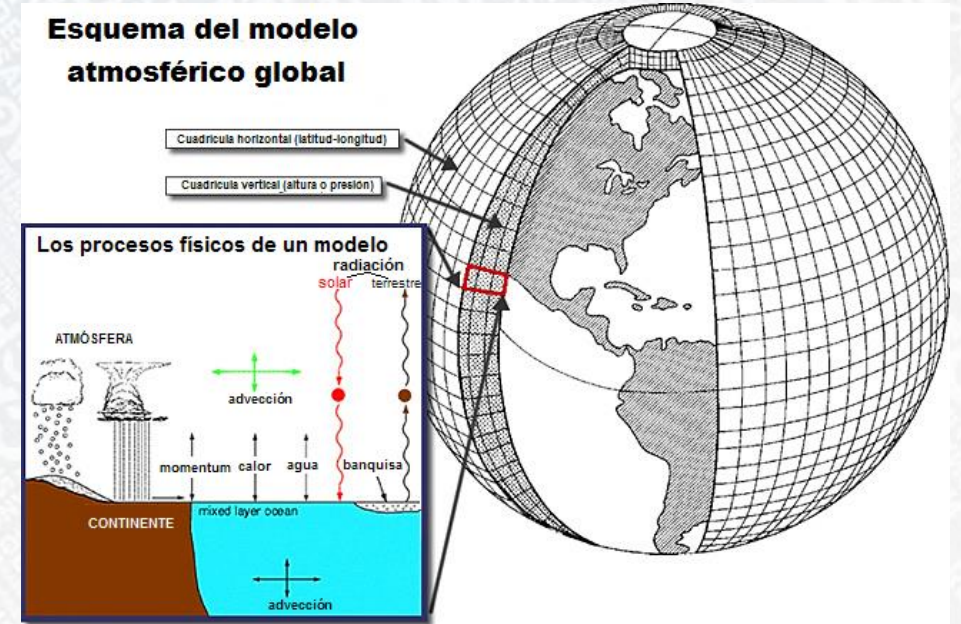 Esquema del modelo
atmosférico global
Cuadrícula horizontal (latitud-longitud)
Cuadrícula vertical (altura o presión)
Los procesos físicos de un modelo
radiación
solar terrestre
ATMÓSFERA
advección
momentum calor agua banquisa
mixed layer ocean
CONTINENTE
advección